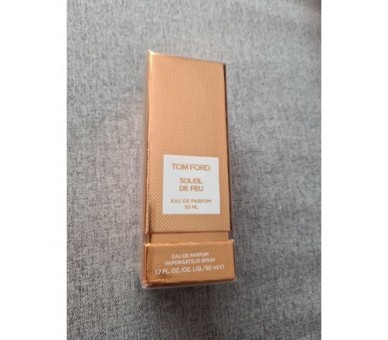 TOM FORD
SOLEIL
DE FEU
EAU DE PARFUM
50 ML
EAU DE PARFUM
VAPORISATEUR SPRAY
1.7 FL.OZ./OZ. LIQ./50 ml ℮